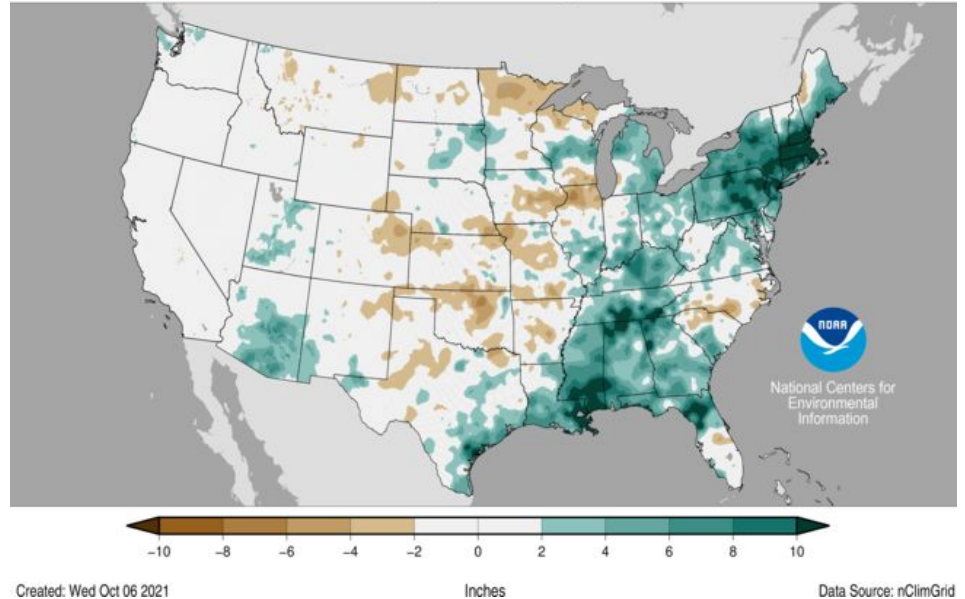 NOAA
National Centers for
Environmental
Information
-10 -8 -6 -4 -2 0 2 4 6 8 10
Created: Wed Oct 06 2021 Inches Data Source: nClimGrid